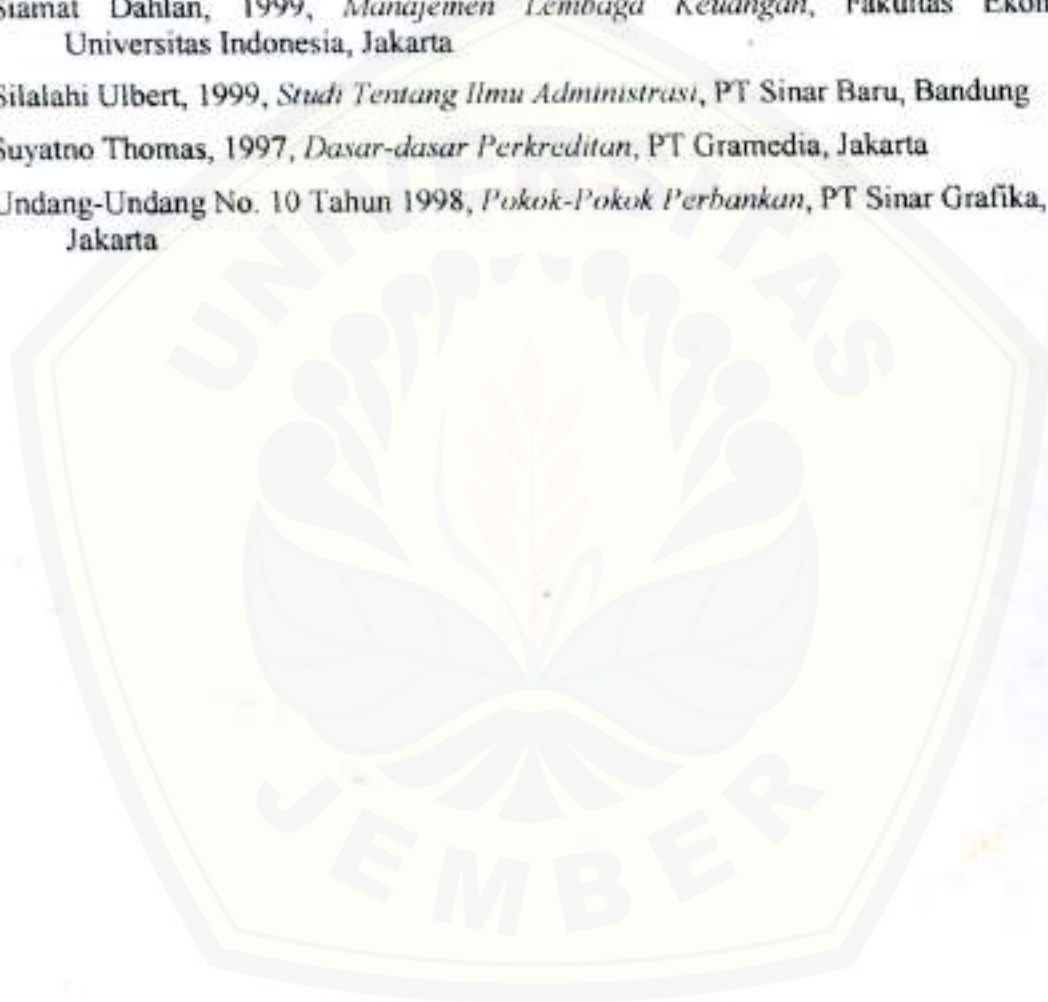 Siamat Dahlan, 1999, Manajemen Lembaga Keuangan, Fakultas
Universitas Indonesia, Jakarta
Silalahi Ulbert, 1999, Studi Tentang Ilmu Administrasi, PT Sinar Baru, Bandung
Suyatno Thomas, 1997, Dasar-dasar Perkreditan, PT Gramedia, Jakarta
Undang-Undang No. 10 Tahun 1998, Pokok-Pokok Perbankan, PT Sinar Grafika,
Jakarta
UNIVERSITAS
JEMBER